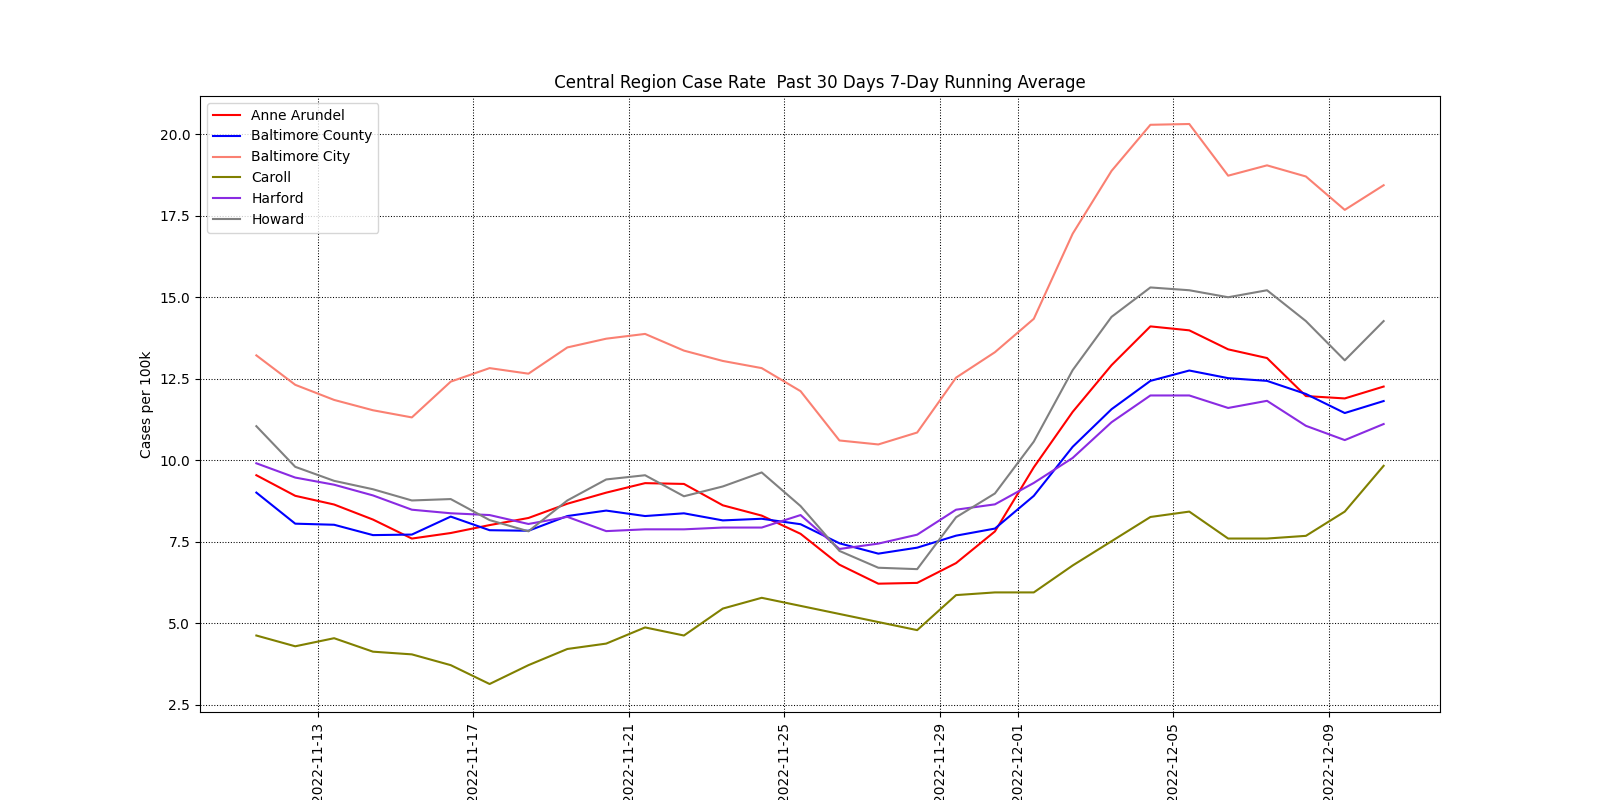 Central Region Case Rate  Past 30 Days 7-Day Running Average
Anne Arundel
Baltimore County
Baltimore City
Caroll
Harford
Howard
Cases per 100k
20.0
17.5
15.0
12.5
10.0
7.5
5.0
2.5
2022-11-13
2022-11-17
2022-11-21
2022-11-25
2022-11-29
2022-12-01
2022-12-05
2022-12-09